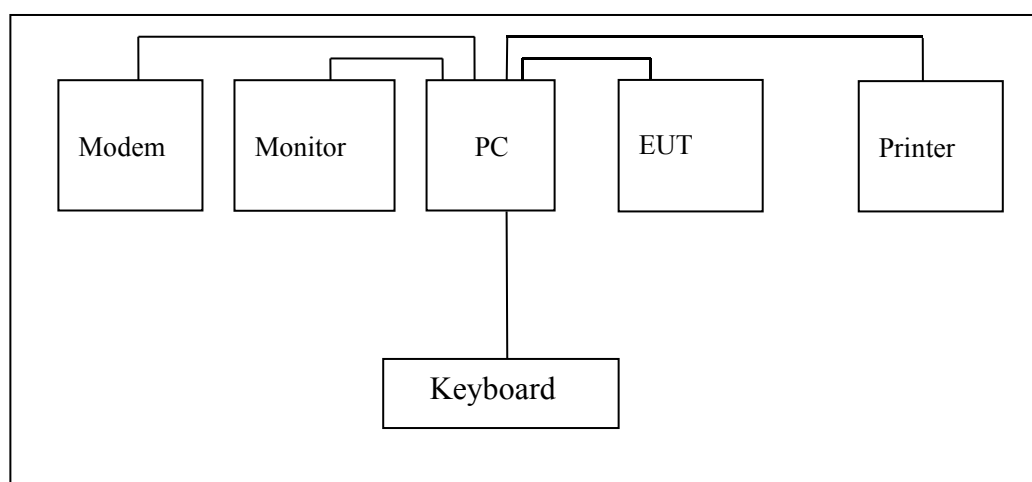 Modem
Monitor
PC
EUT
Printer
Keyboard